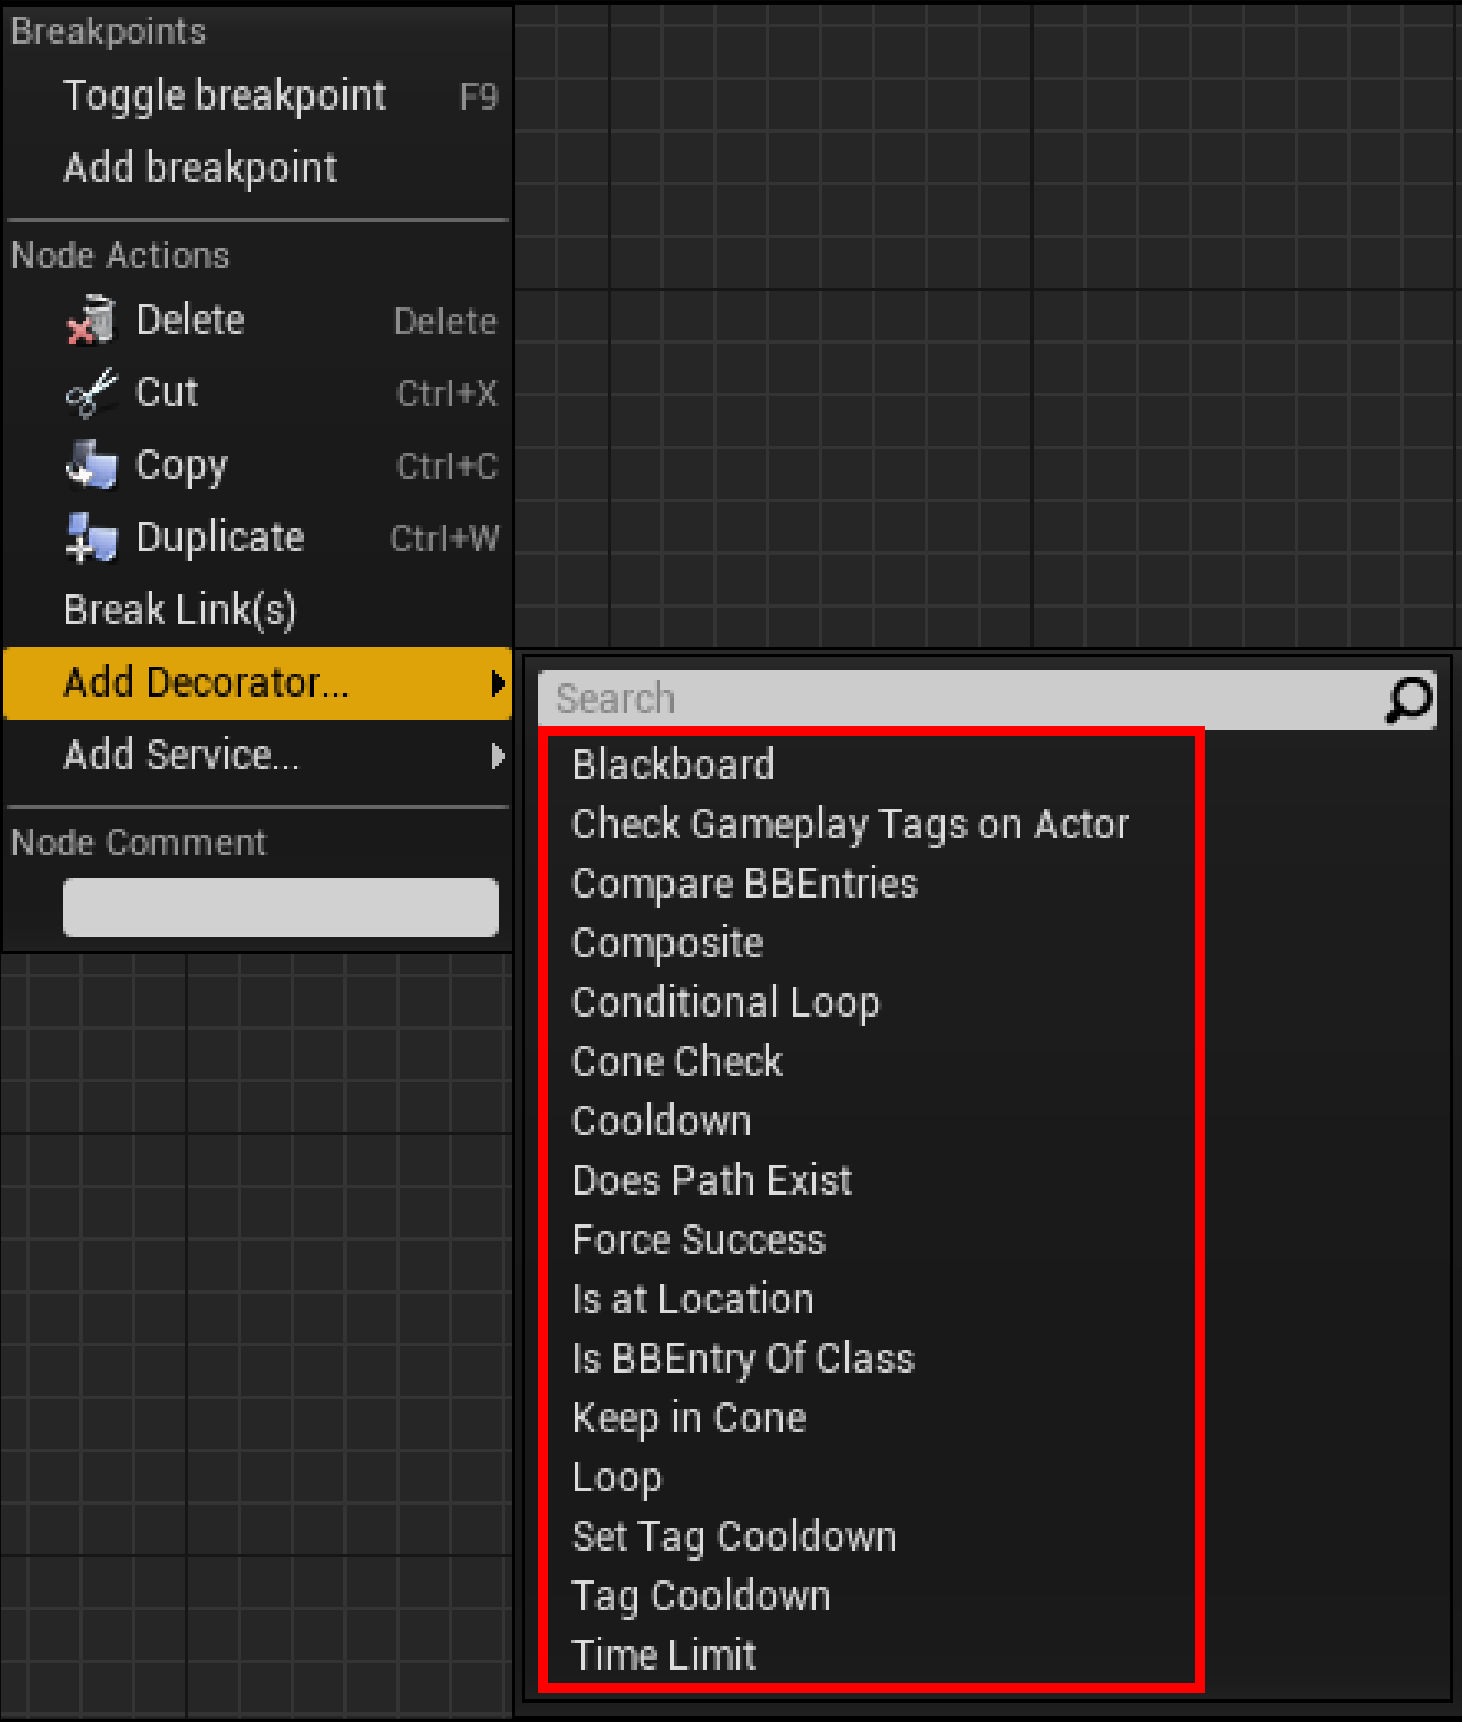 Breakpoints
Toggle breakpoint F9
Add breakpoint
Node Actions
Delete Delete
Cut Ctrl+X
Copy Ctrl+C
Duplicate Ctrl+W
Break Link(s)
Add Decorator...
Add Service...
Node Comment
Search
Blackboard
Check Gameplay Tags on Actor
Compare BBEntries
Composite
Conditional Loop
Cone Check
Cooldown
Does Path Exist
Force Success
Is at Location
Is BBEntry Of Class
Keep in Cone
Loop
Set Tag Cooldown
Tag Cooldown
Time Limit